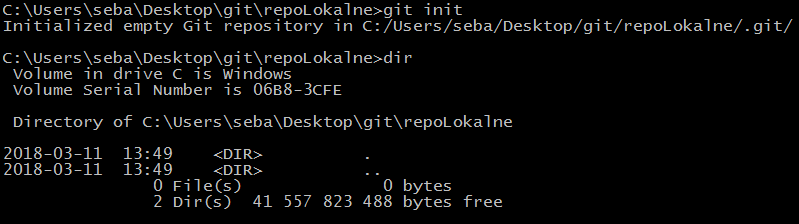 C:\Users\seba\Desktop\git\repoLokalne>git init
Initialized empty Git repository in C:/Users/seba/Desktop/git/repoLokalne/.git/
C:\Users\seba\Desktop\git\repoLokalne>dir
 Volume in drive C is Windows
 Volume Serial Number is 06B8-3CFE
 Directory of C:\Users\seba\Desktop\git\repoLokalne
2018-03-11  13:49    <DIR>          .
2018-03-11  13:49    <DIR>          ..
               0 File(s)              0 bytes
               2 Dir(s)  41 557 823 488 bytes free